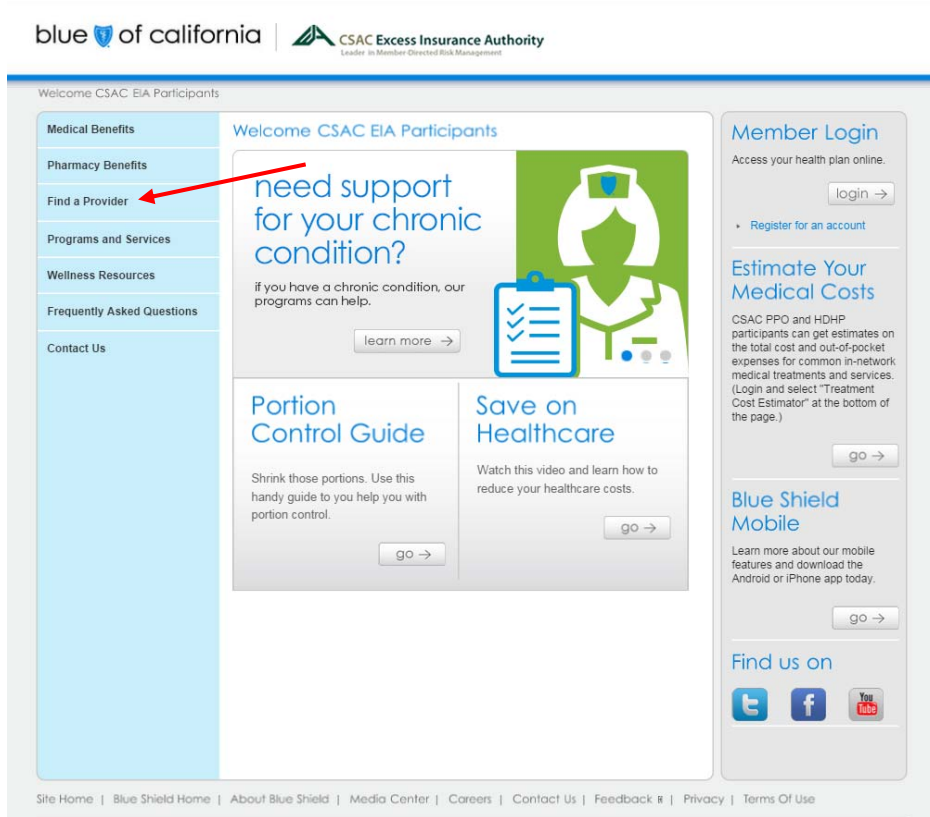 blue of california
CSAC Excess Insurance Authority
Leader in Member Directed Risk Management
Welcome CSAC EIA Participants
Medical Benefits
Pharmacy Benefits
Find a Provider
Programs and Services
Wellness Resources
Frequently Asked Questions
Contact Us
Welcome CSAC EIA Participants
need support
for your chronic
condition?
if you have a chronic condition, our
programs can help.
learn more →
Portion
Control Guide
Shrink those portions. Use this
handy guide to you help you with
portion control.
go →
Save on
Healthcare
Watch this video and learn how to
reduce your healthcare costs.
go →
Member Login
Access your health plan online.
login →
Register for an account
Estimate Your
Medical Costs
CSAC PPO and HDHP
participants can get estimates on
the total cost and out-of-pocket
expenses for common in-network
medical treatments and services.
(Login and select "Treatment
Cost Estimator" at the bottom of
the page.)
go →
Blue Shield
Mobile
Learn more about our mobile
features and download the
Android or iPhone app today.
go →
Find us on
You
Tube
Site Home | Blue Shield Home | About Blue Shield | Media Center | Careers | Contact Us | Feedback | Privacy | Terms Of Use